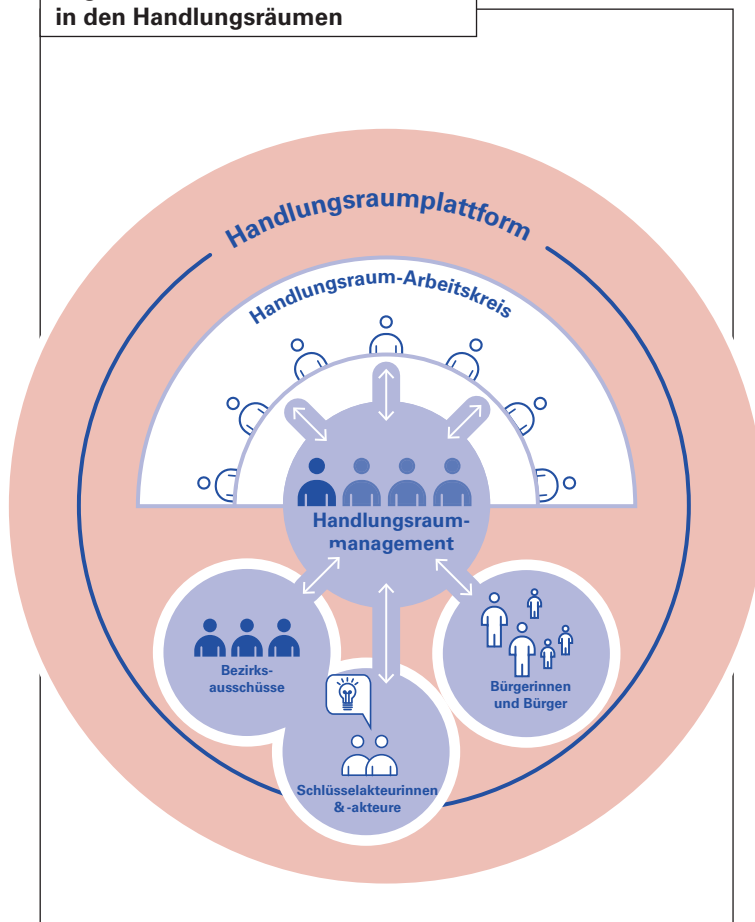 in den Handlungsräumen
Handlungsraumplattform
Handlungsraum-Arbeitskreis
Handlungsraum-
management
Bezirks-
ausschüsse
Bürgerinnen
und Bürger
Schlüsselakteurinnen
& -akteure